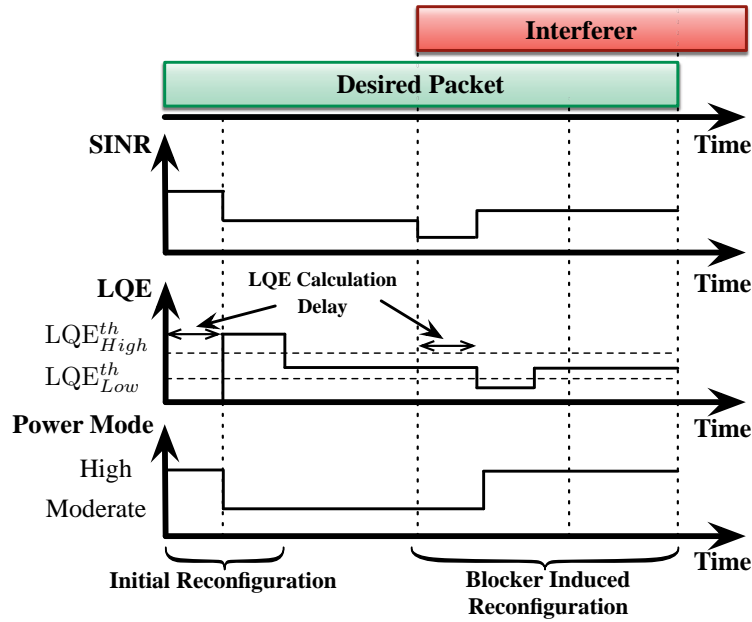 Interferer
Desired Packet
Time
SINR
Time
LQE
LQE Calculation
Delay
LQE^{th}_{High}
LQE^{th}_{Low}
Time
Power Mode
High
Moderate
Time
Initial Reconfiguration
Blocker Induced
Reconfiguration